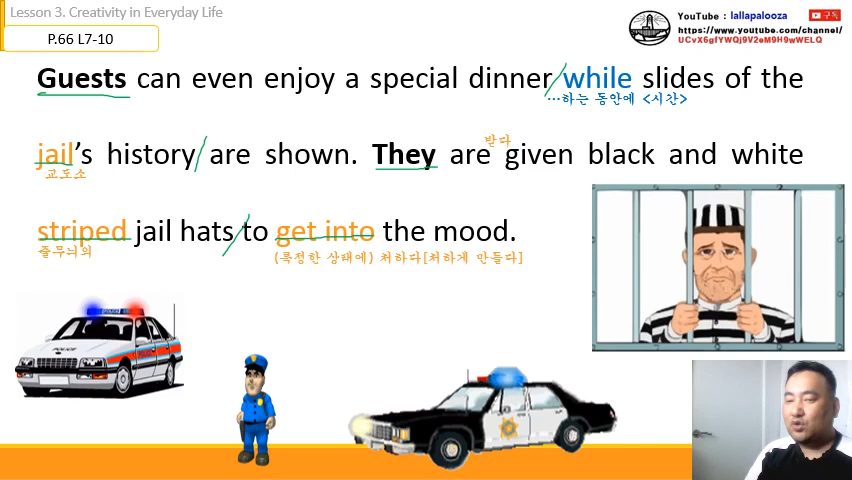 Lesson 3. Creativity in Everyday Life
P.66 L7-10
YouTube : lallapalooza
구독
https://www.youtube.com/channel/
UCvX6gfYWQj9V2eM9H9wWELQ
Guests can even enjoy a special dinner while slides of the
…하는 동안에 <시간>
받다
jail’s history are shown. They are given black and white
교도소
striped jail hats to get into the mood.
줄무늬의
(특정한 상태에) 처하다[처하게 만들다]
POLICE